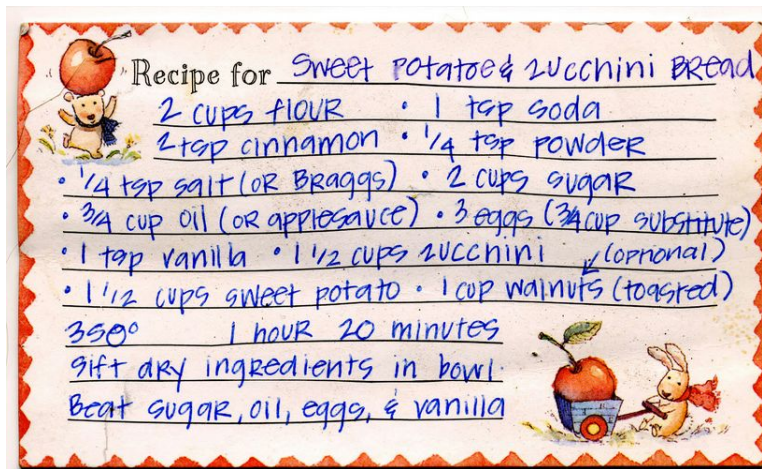 Recipe for Sweet Potatoe & Zucchini Bread
2 cups flour · 1 tsp soda
2 tsp cinnamon · 1/4 tsp powder
· 1/4 tsp salt (or Braggs) · 2 cups sugar
· 3/4 cup oil (or applesauce) · 3 eggs (3/4 cup substitute)
· 1 tsp vanilla · 1 1/2 cups zucchini (optional)
· 1 1/2 cups sweet potato · 1 cup walnuts (toasted)
350° 1 hour 20 minutes
Sift dry ingredients in bowl.
Beat sugar, oil, eggs, & vanilla